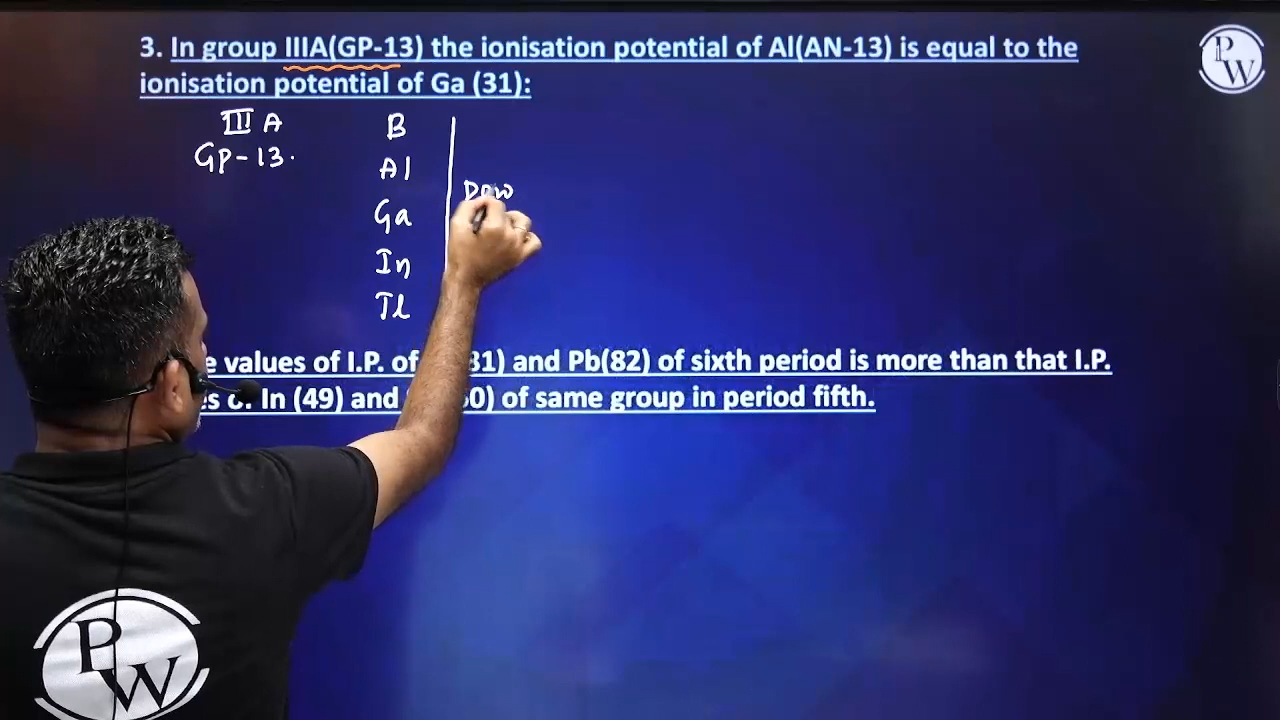 3. In group IIIA(GP-13) the ionisation potential of Al(AN-13) is equal to the
ionisation potential of Ga (31):
PW
III A
GP-13.
B
Al
Ga
In
Tl
values of I.P. of 81) and Pb(82) of sixth period is more than that I.P.
In (49) and of same group in period fifth.
PW